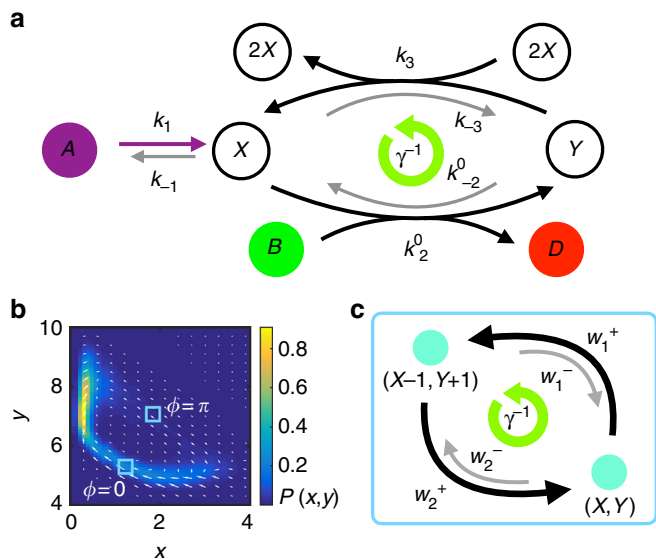 a
2X
k₃
2X
A
k₁
k₋₁
X
γ⁻¹
k₋₃
k⁰₋₂
Y
B
k⁰₂
D
b
10
8
6
4
y
0
2
4
x
ϕ=π
ϕ=0
0.8
0.6
0.4
0.2
P (x,y)
c
(X−1, Y+1)
w₁⁺
w₁⁻
γ⁻¹
w₂⁻
w₂⁺
(X, Y)